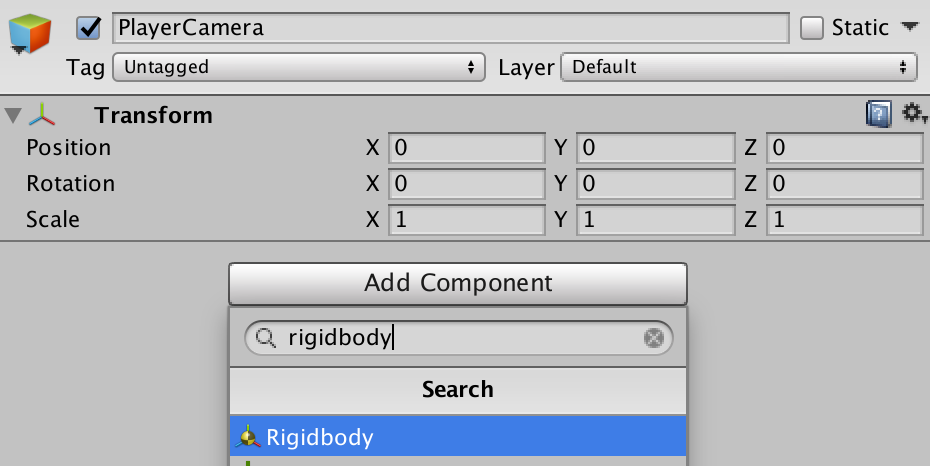 PlayerCamera Static
Tag Untagged Layer Default
Transform
Position X 0 Y 0 Z 0
Rotation X 0 Y 0 Z 0
Scale X 1 Y 1 Z 1
Add Component
rigidbody
Search
Rigidbody